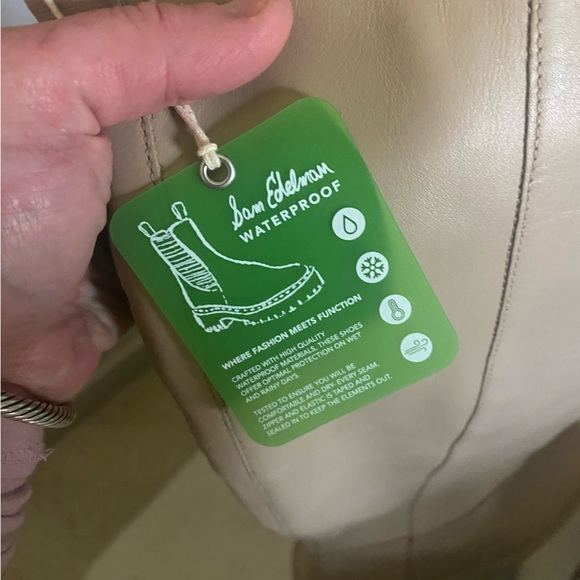 Sam Edelman
WATERPROOF
WHERE FASHION MEETS FUNCTION
CRAFTED WITH HIGH QUALITY
WATERPROOF MATERIALS, THESE SHOES
OFFER OPTIMAL PROTECTION ON WET
AND RAINY DAYS.
TESTED TO ENSURE YOU WILL BE
COMFORTABLE AND DRY. EVERY SEAM,
ZIPPER AND ELASTIC IS TAPED AND
SEALED IN TO KEEP THE ELEMENTS OUT.